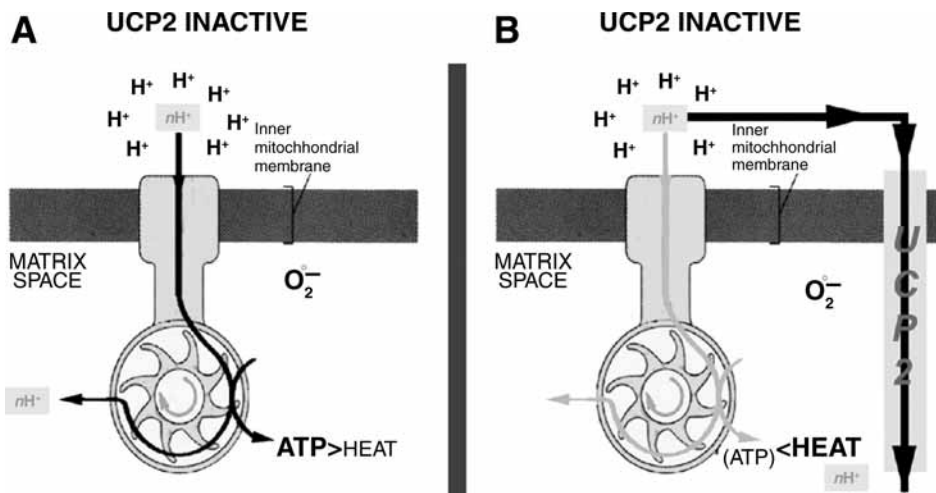 A
UCP2 INACTIVE
H⁺
H⁺
H⁺
H⁺
nH⁺
H⁺
H⁺
H⁺
Inner
mitochhondrial
membrane
MATRIX
SPACE
O₂°–
nH⁺
ATP>HEAT
B
UCP2 INACTIVE
H⁺
H⁺
H⁺
H⁺
nH⁺
H⁺
H⁺
Inner
mitochhondrial
membrane
MATRIX
SPACE
O₂°–
UCP2
(ATP)<HEAT
nH⁺